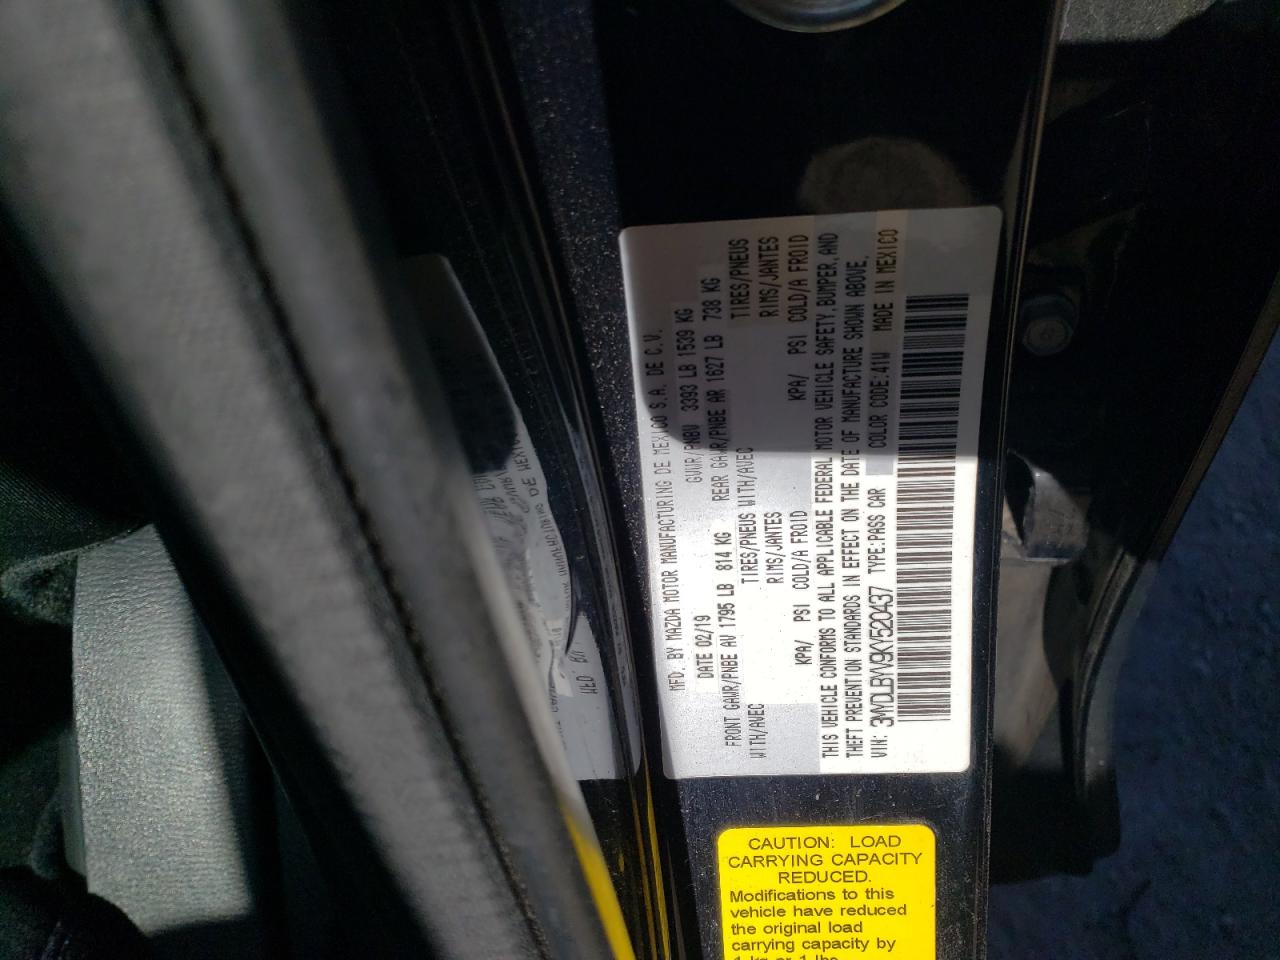 MFD. BY MAZDA MOTOR MANUFACTURING DE MEXICO S.A. DE C.V.
DATE 02/19 GVWR/PNBV 3393 LB 1539 KG
FRONT GAWR/PNBE AV 1795 LB 814 KG REAR GAWR/PNBE AR 1627 LB 738 KG
WITH/AVEC TIRES/PNEUS WITH/AVEC TIRES/PNEUS
RIMS/JANTES RIMS/JANTES
KPA/ PSI COLD/A FROID KPA/ PSI COLD/A FROID
THIS VEHICLE CONFORMS TO ALL APPLICABLE FEDERAL MOTOR VEHICLE SAFETY, BUMPER, AND
THEFT PREVENTION STANDARDS IN EFFECT ON THE DATE OF MANUFACTURE SHOWN ABOVE.
VIN: 3MYDLBYV9KY520437 TYPE:PASS CAR COLOR CODE:41W MADE IN MEXICO
CAUTION: LOAD
CARRYING CAPACITY
REDUCED.
Modifications to this
vehicle have reduced
the original load
carrying capacity by